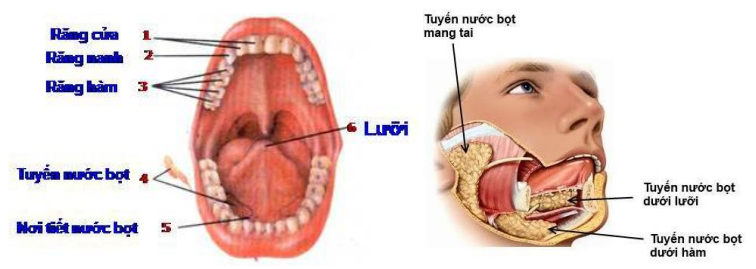 Răng cửa 1
Răng nanh 2
Răng hàm 3
6 Lưỡi
Tuyến nước bọt 4
Nơi tiết nước bọt 5
Tuyến nước bọt
mang tai
Tuyến nước bọt
dưới lưỡi
Tuyến nước bọt
dưới hàm